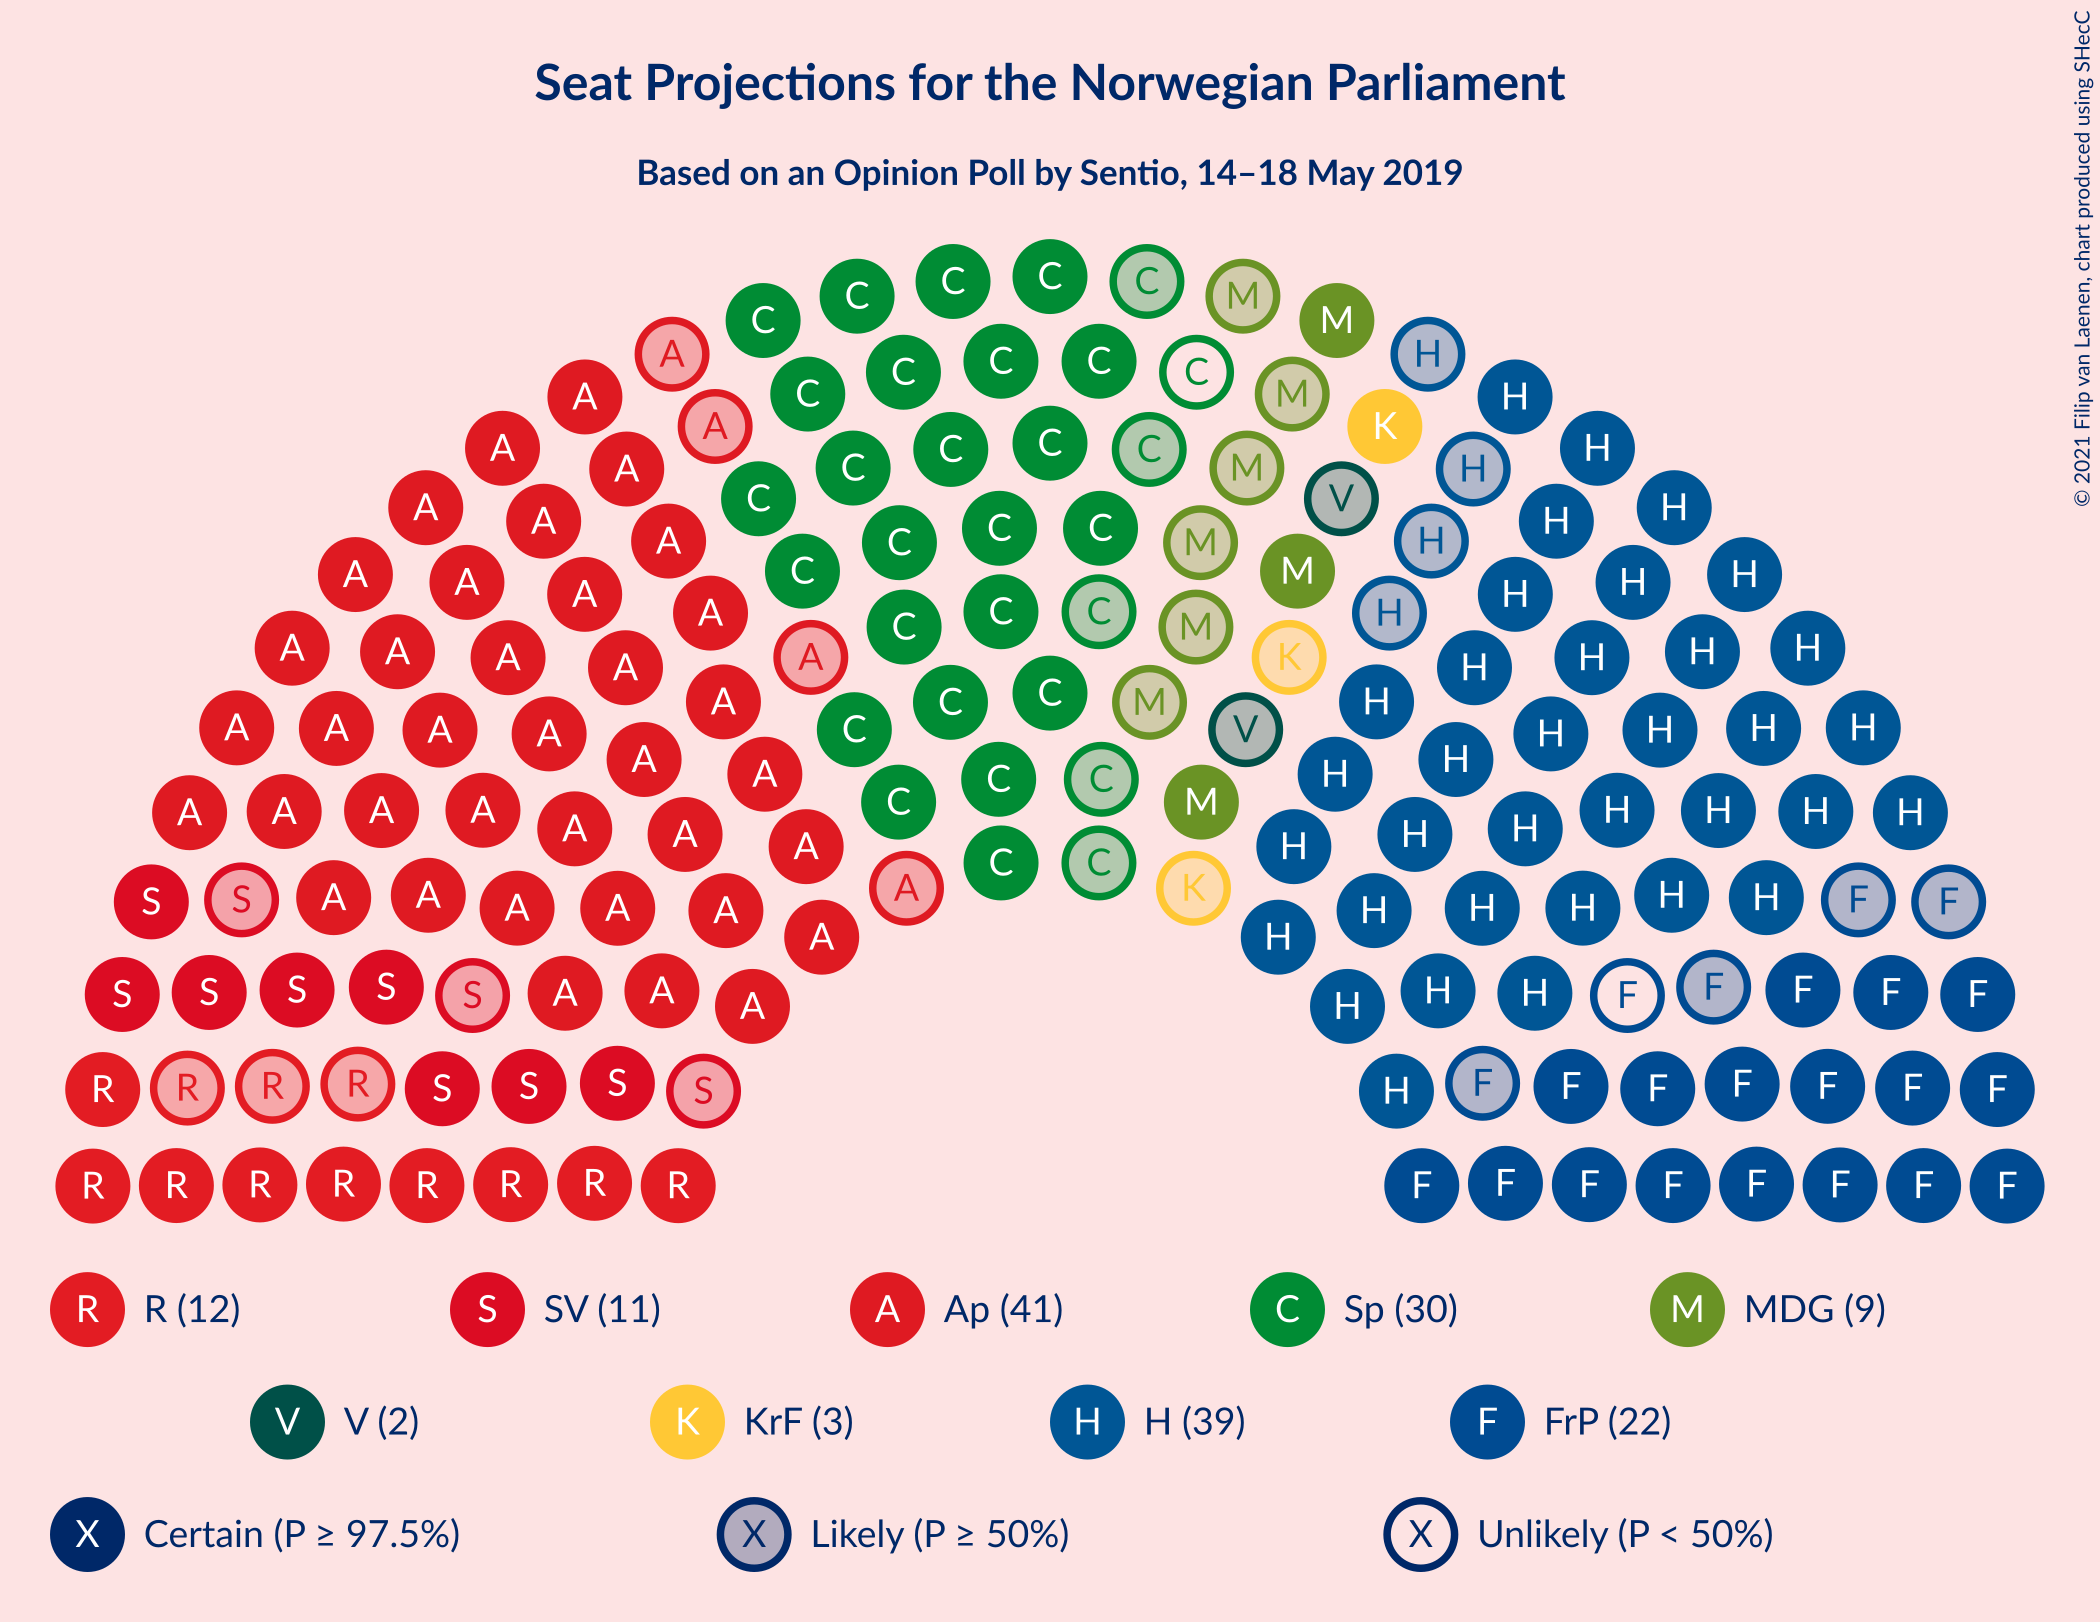 Seat Projections for the Norwegian Parliament
Based on an Opinion Poll by Sentio, 14–18 May 2019
© 2021 Filip van Laenen, chart produced using SHecC
C C C C C M M
A C C C C C M K H H
A A C C C C C M V H H
A A A C C C C M M H H H
A A A A C C C M K H H H H
A A A A A C C C M V H H H H H
A A A A A A C C C M H H H H H H
A A A A A A A C C K H H H H H H H
S S A A A A A A A H H H H H H F F
S S S S S A A A H H H F F F F F
R R R R S S S S H F F F F F F F
R R R R R R R R F F F F F F F F
R R (12) S SV (11) A Ap (41) C Sp (30) M MDG (9)
V V (2) K KrF (3) H H (39) F FrP (22)
X Certain (P ≥ 97.5%) X Likely (P ≥ 50%) X Unlikely (P < 50%)